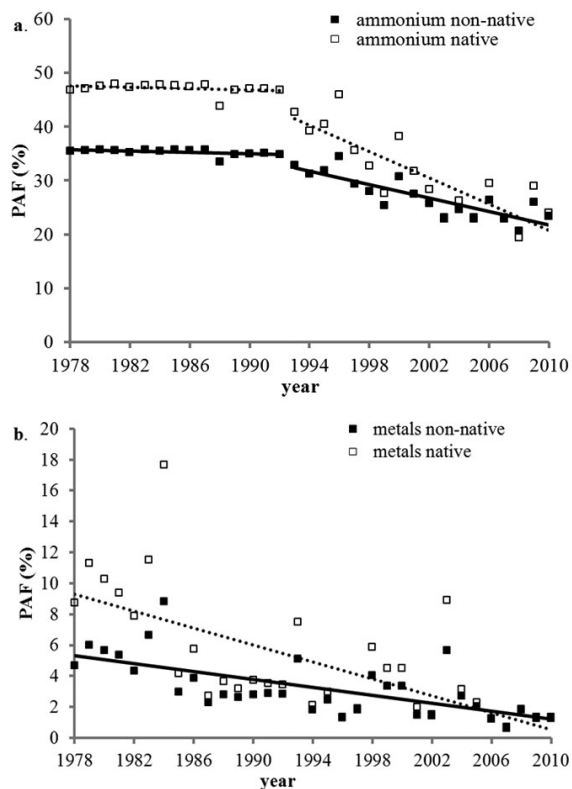 a.
■ ammonium non-native
□ ammonium native
60
50
40
30
20
10
0
PAF (%)
1978 1982 1986 1990 1994 1998 2002 2006 2010
year
b.
■ metals non-native
□ metals native
20
18
16
14
12
10
8
6
4
2
0
PAF (%)
1978 1982 1986 1990 1994 1998 2002 2006 2010
year